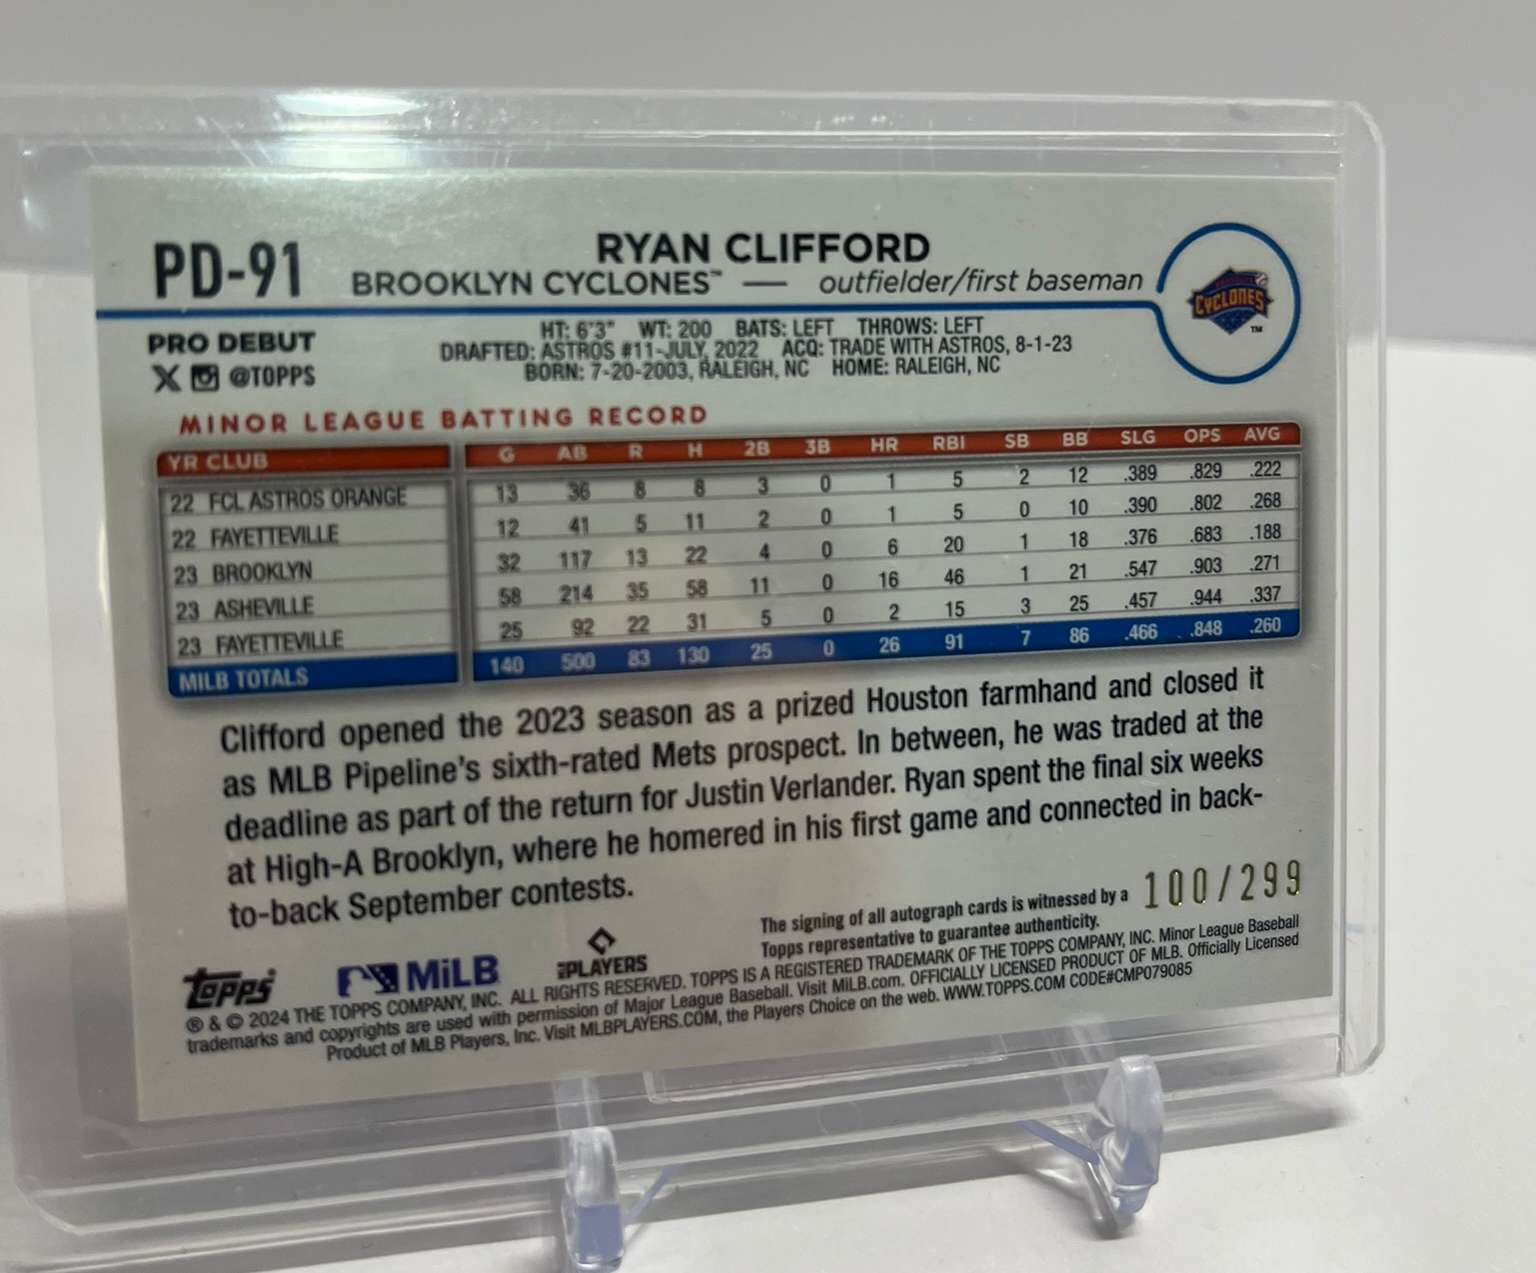 PD-91
RYAN CLIFFORD
BROOKLYN CYCLONES™ — outfielder/first baseman
CYCLONES ™
PRO DEBUT
@TOPPS
HT: 6'3" WT: 200 BATS: LEFT THROWS: LEFT
DRAFTED: ASTROS #11-JULY, 2022 ACQ: TRADE WITH ASTROS, 8-1-23
BORN: 7-20-2003, RALEIGH, NC HOME: RALEIGH, NC
MINOR LEAGUE BATTING RECORD
YR CLUB G AB R H 2B 3B HR RBI SB BB SLG OPS AVG
22 FCL ASTROS ORANGE 13 36 8 8 3 0 1 5 2 12 .389 .829 .222
22 FAYETTEVILLE 12 41 5 11 2 0 1 5 0 10 .390 .802 .268
23 BROOKLYN 32 117 13 22 4 0 6 20 1 18 .376 .683 .188
23 ASHEVILLE 58 214 35 58 11 0 16 46 1 21 .547 .903 .271
23 FAYETTEVILLE 25 92 22 31 5 0 2 15 3 25 .457 .944 .337
MILB TOTALS 140 500 83 130 25 0 26 91 7 86 .466 .848 .260
Clifford opened the 2023 season as a prized Houston farmhand and closed it
as MLB Pipeline's sixth-rated Mets prospect. In between, he was traded at the
deadline as part of the return for Justin Verlander. Ryan spent the final six weeks
at High-A Brooklyn, where he homered in his first game and connected in back-
to-back September contests.
The signing of all autograph cards is witnessed by a
Topps representative to guarantee authenticity.
100/299
topps MiLB PLAYERS
® & © 2024 THE TOPPS COMPANY, INC. ALL RIGHTS RESERVED. TOPPS IS A REGISTERED TRADEMARK OF THE TOPPS COMPANY, INC. Minor League Baseball
trademarks and copyrights are used with permission of Major League Baseball. Visit MiLB.com. OFFICIALLY LICENSED PRODUCT OF MLB. Officially Licensed
Product of MLB Players, Inc. Visit MLBPLAYERS.COM, the Players Choice on the web. WWW.TOPPS.COM CODE#CMP079085